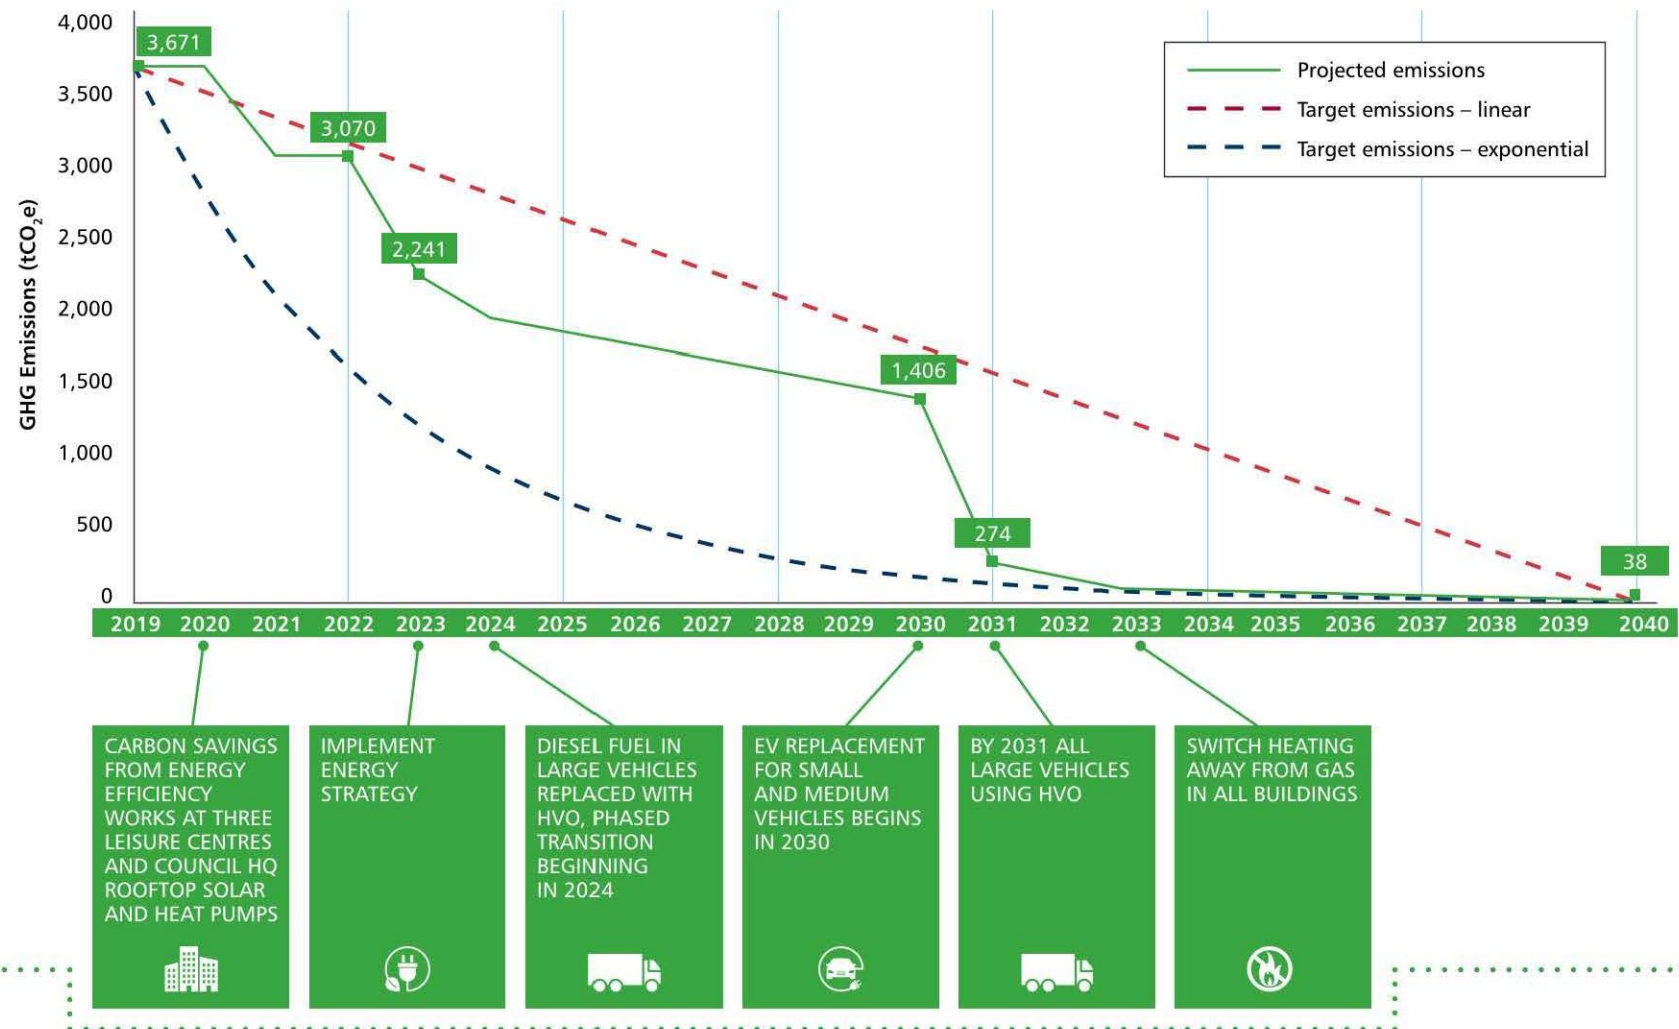 GHG Emissions (tCO₂e)
4,000
3,500
3,000
2,500
2,000
1,500
1,000
500
0
3,671
3,070
2,241
1,406
274
38
Projected emissions
Target emissions – linear
Target emissions – exponential
2019 2020 2021 2022 2023 2024 2025 2026 2027 2028 2029 2030 2031 2032 2033 2034 2035 2036 2037 2038 2039 2040
CARBON SAVINGS
FROM ENERGY
EFFICIENCY
WORKS AT THREE
LEISURE CENTRES
AND COUNCIL HQ
ROOFTOP SOLAR
AND HEAT PUMPS
IMPLEMENT
ENERGY
STRATEGY
DIESEL FUEL IN
LARGE VEHICLES
REPLACED WITH
HVO, PHASED
TRANSITION
BEGINNING
IN 2024
EV REPLACEMENT
FOR SMALL
AND MEDIUM
VEHICLES BEGINS
IN 2030
BY 2031 ALL
LARGE VEHICLES
USING HVO
SWITCH HEATING
AWAY FROM GAS
IN ALL BUILDINGS